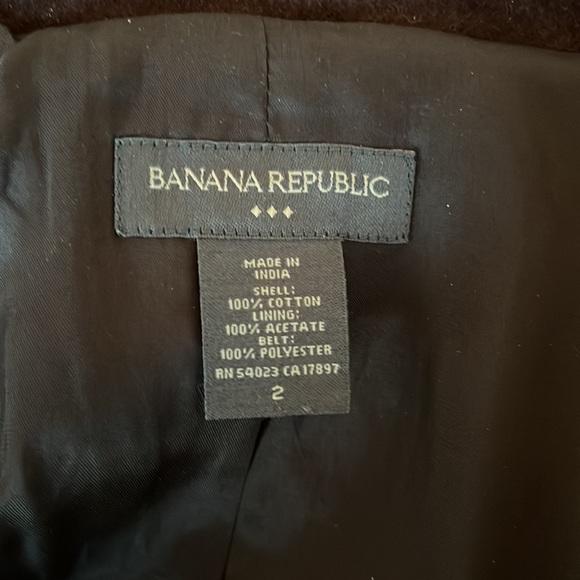 BANANA REPUBLIC
MADE IN
INDIA
SHELL:
100% COTTON
LINING:
100% ACETATE
BELT:
100% POLYESTER
RN 54023 CA 17897
2